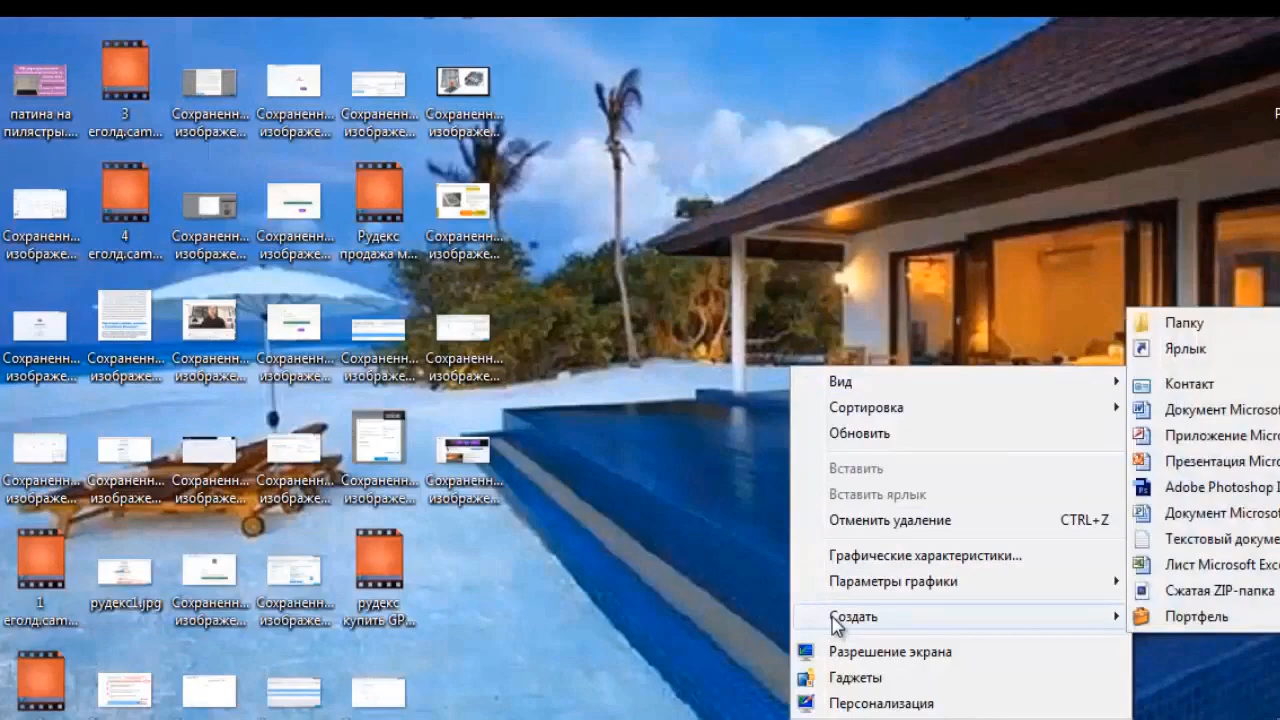 патина на
пилястры....
3
еголд.cam...
Сохраненн...
изображе...
Сохраненн...
изображе...
Сохраненн...
изображе...
Сохраненн...
изображе...
Сохраненн...
изображе...
4
еголд.cam...
Сохраненн...
изображе...
Сохраненн...
изображе...
Рудекс
продажа м...
Сохраненн...
изображе...
Сохраненн...
изображе...
Сохраненн...
изображе...
Сохраненн...
изображе...
Сохраненн...
изображе...
Сохраненн...
изображе...
Сохраненн...
изображе...
Сохраненн...
изображе...
Сохраненн...
изображе...
Сохраненн...
изображе...
Сохраненн...
изображе...
Сохраненн...
изображе...
Сохраненн...
изображе...
1
еголд.cam...
рудекс1.jpg
Сохраненн...
изображе...
Сохраненн...
изображе...
рудекс
купить GP...
Вид
Сортировка
Обновить
Вставить
Вставить ярлык
Отменить удаление CTRL+Z
Графические характеристики...
Параметры графики
Создать
Разрешение экрана
Гаджеты
Персонализация
Папку
Ярлык
Контакт
Документ Microso
Приложение Micro
Презентация Micro
Adobe Photoshop I
Документ Microso
Текстовый докуме
Лист Microsoft Exce
Сжатая ZIP-папка
Портфель